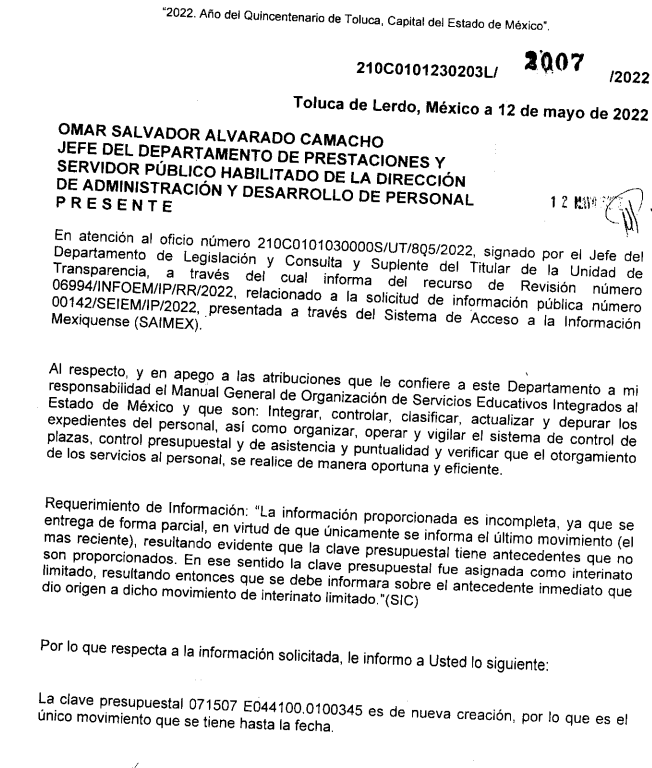 "2022. Año del Quincentenario de Toluca, Capital del Estado de México".
210C0101230203L/ 2007 /2022
Toluca de Lerdo, México a 12 de mayo de 2022
OMAR SALVADOR ALVARADO CAMACHO
JEFE DEL DEPARTAMENTO DE PRESTACIONES Y
SERVIDOR PÚBLICO HABILITADO DE LA DIRECCIÓN
DE ADMINISTRACIÓN Y DESARROLLO DE PERSONAL
P R E S E N T E
12 MAYO
En atención al oficio número 210C0101030000S/UT/805/2022, signado por el Jefe del
Departamento de Legislación y Consulta y Suplente del Titular de la Unidad de
Transparencia, a través del cual informa del recurso de Revisión número
06994/INFOEM/IP/RR/2022, relacionado a la solicitud de información pública número
00142/SEIEM/IP/2022, presentada a través del Sistema de Acceso a la Información
Mexiquense (SAIMEX).
Al respecto, y en apego a las atribuciones que le confiere a este Departamento a mi
responsabilidad el Manual General de Organización de Servicios Educativos Integrados al
Estado de México y que son: Integrar, controlar, clasificar, actualizar y depurar los
expedientes del personal, así como organizar, operar y vigilar el sistema de control de
plazas, control presupuestal y de asistencia y puntualidad y verificar que el otorgamiento
de los servicios al personal, se realice de manera oportuna y eficiente.
Requerimiento de Información: "La información proporcionada es incompleta, ya que se
entrega de forma parcial, en virtud de que únicamente se informa el último movimiento (el
mas reciente), resultando evidente que la clave presupuestal tiene antecedentes que no
son proporcionados. En ese sentido la clave presupuestal fue asignada como interinato
limitado, resultando entonces que se debe informara sobre el antecedente inmediato que
dio origen a dicho movimiento de interinato limitado."(SIC)
Por lo que respecta a la información solicitada, le informo a Usted lo siguiente:
La clave presupuestal 071507 E044100.0100345 es de nueva creación, por lo que es el
único movimiento que se tiene hasta la fecha.